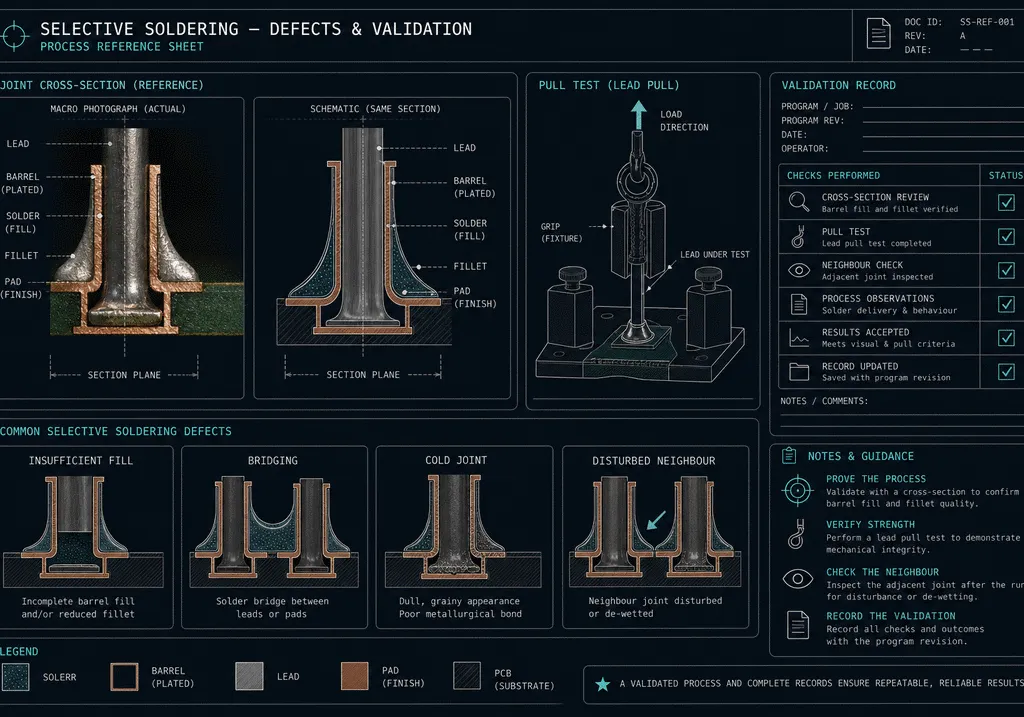 SELECTIVE SOLDERING — DEFECTS & VALIDATION
PROCESS REFERENCE SHEET
DOC ID: SS-REF-001
REV: A
DATE: — — —
JOINT CROSS-SECTION (REFERENCE)
MACRO PHOTOGRAPH (ACTUAL)
LEAD
BARREL
(PLATED)
SOLDER
(FILL)
FILLET
PAD
(FINISH)
SECTION PLANE
SCHEMATIC (SAME SECTION)
LEAD
BARREL
(PLATED)
SOLDER
(FILL)
FILLET
PAD
(FINISH)
SECTION PLANE
PULL TEST (LEAD PULL)
LOAD
DIRECTION
GRIP
(FIXTURE)
LEAD UNDER TEST
VALIDATION RECORD
PROGRAM / JOB:
PROGRAM REV:
DATE:
OPERATOR:
CHECKS PERFORMED STATUS
CROSS-SECTION REVIEW
Barrel fill and fillet verified
PULL TEST
Lead pull test completed
NEIGHBOUR CHECK
Adjacent joint inspected
PROCESS OBSERVATIONS
Solder delivery & behaviour
RESULTS ACCEPTED
Meets visual & pull criteria
RECORD UPDATED
Saved with program revision
NOTES / COMMENTS:
COMMON SELECTIVE SOLDERING DEFECTS
INSUFFICIENT FILL
Incomplete barrel fill
and/or reduced fillet
BRIDGING
Solder bridge between
leads or pads
COLD JOINT
Dull, grainy appearance
Poor metallurgical bond
DISTURBED NEIGHBOUR
Neighbour joint disturbed
or de-wetted
NOTES & GUIDANCE
PROVE THE PROCESS
Validate with a cross-section to confirm
barrel fill and fillet quality.
VERIFY STRENGTH
Perform a lead pull test to demonstrate
mechanical integrity.
CHECK THE NEIGHBOUR
Inspect the adjacent joint after the run
for disturbance or de-wetting.
RECORD THE VALIDATION
Record all checks and outcomes
with the program revision.
LEGEND
SOLERR
BARREL
(PLATED)
LEAD
PAD
(FINISH)
PCB
(SUBSTRATE)
A VALIDATED PROCESS AND COMPLETE RECORDS ENSURE REPEATABLE, RELIABLE RESULTS